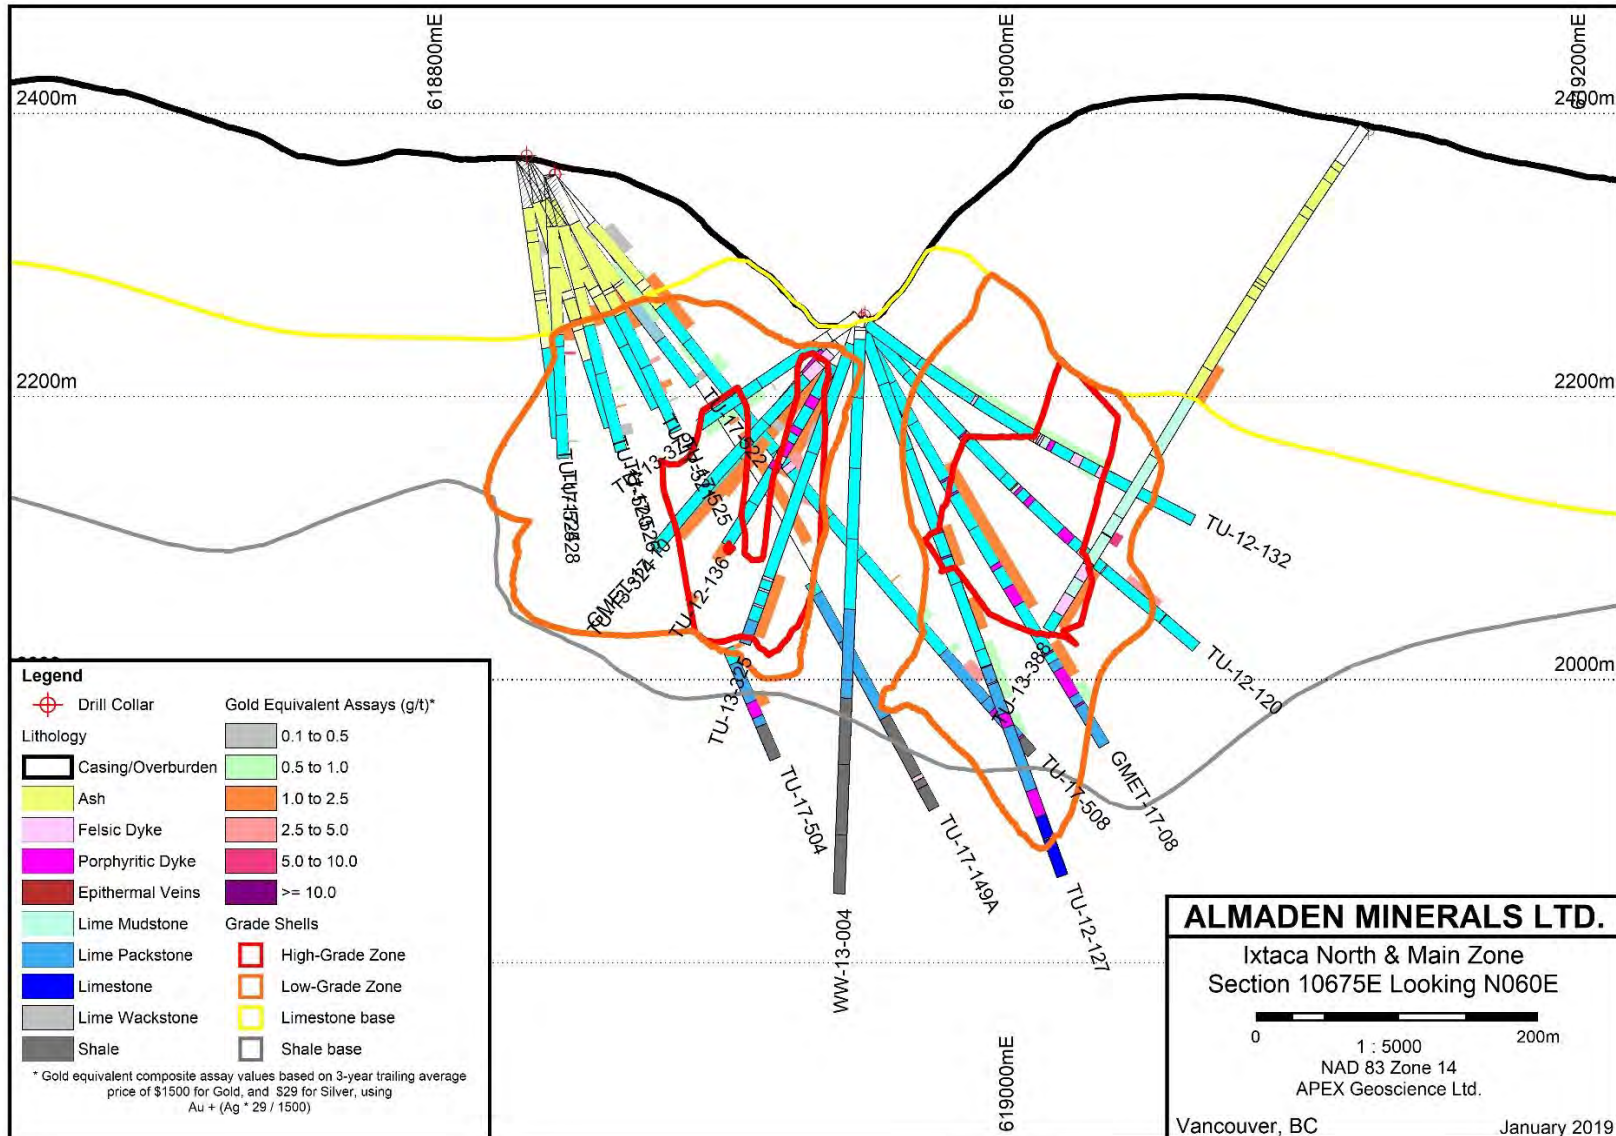 618800mE
619000mE
619200mE
2400m
2400m
2200m
2200m
2000m
TU-17-522
TU-17-525
TU-12-136
TU-13-325
TU-17-504
WW-13-004
TU-17-149A
TU-12-127
TU-17-508
GMET-17-08
TU-13-388
TU-12-120
TU-12-132
Legend
Drill Collar
Lithology
Casing/Overburden
Ash
Felsic Dyke
Porphyritic Dyke
Epithermal Veins
Lime Mudstone
Lime Packstone
Limestone
Lime Wackstone
Shale
Gold Equivalent Assays (g/t)*
0.1 to 0.5
0.5 to 1.0
1.0 to 2.5
2.5 to 5.0
5.0 to 10.0
>= 10.0
Grade Shells
High-Grade Zone
Low-Grade Zone
Limestone base
Shale base
* Gold equivalent composite assay values based on 3-year trailing average
price of $1500 for Gold, and $29 for Silver, using
Au + (Ag * 29 / 1500)
619000mE
ALMADEN MINERALS LTD.
Ixtaca North & Main Zone
Section 10675E Looking N060E
0 200m
1 : 5000
NAD 83 Zone 14
APEX Geoscience Ltd.
Vancouver, BC January 2019